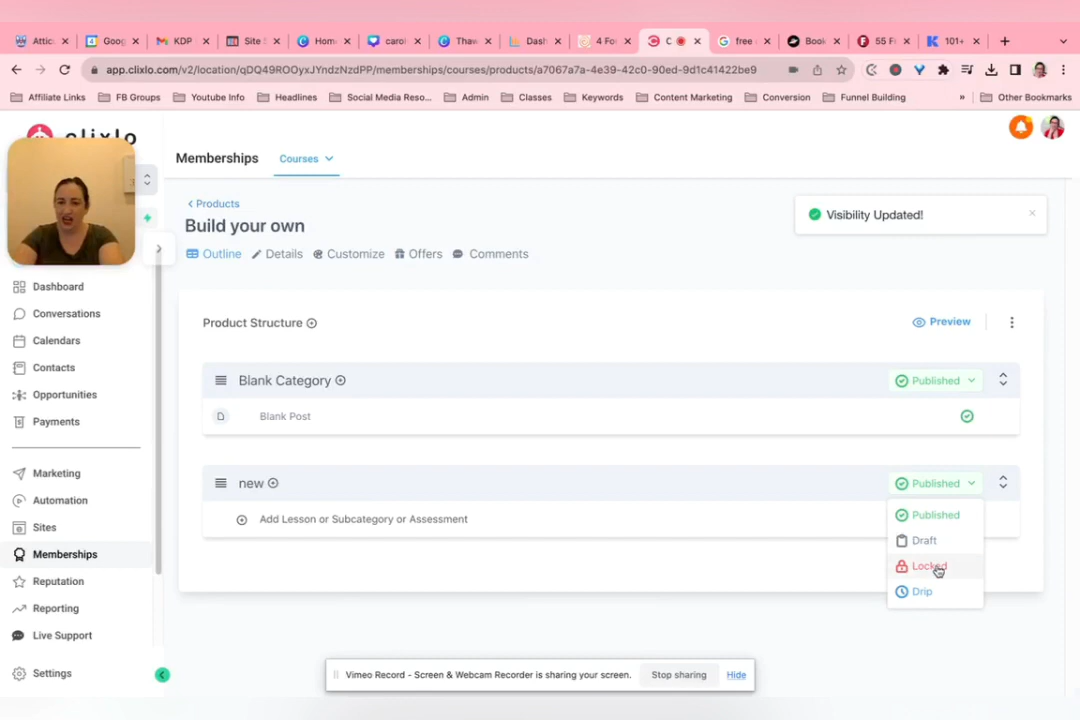 Attic
Goog
KDP
Site
Hom
carol
Thaw
Dash
4 Fo
C
free
Book
55 Fi
101+
app.clixlo.com/v2/location/qDQ49ROOyxJYndzNzdPP/memberships/courses/products/a7067a7a-4e39-42c0-90ed-9d1c41422be9
Affiliate Links
FB Groups
Youtube Info
Headlines
Social Media Reso...
Admin
Classes
Keywords
Content Marketing
Conversion
Funnel Building
»
Other Bookmarks
clixlo
Memberships
Courses
Products
Build your own
Visibility Updated!
Outline
Details
Customize
Offers
Comments
Dashboard
Conversations
Calendars
Contacts
Opportunities
Payments
Marketing
Automation
Sites
Memberships
Reputation
Reporting
Live Support
Settings
Product Structure
Preview
Blank Category
Published
Blank Post
new
Published
Add Lesson or Subcategory or Assessment
Published
Draft
Locked
Drip
Vimeo Record - Screen & Webcam Recorder is sharing your screen.
Stop sharing
Hide